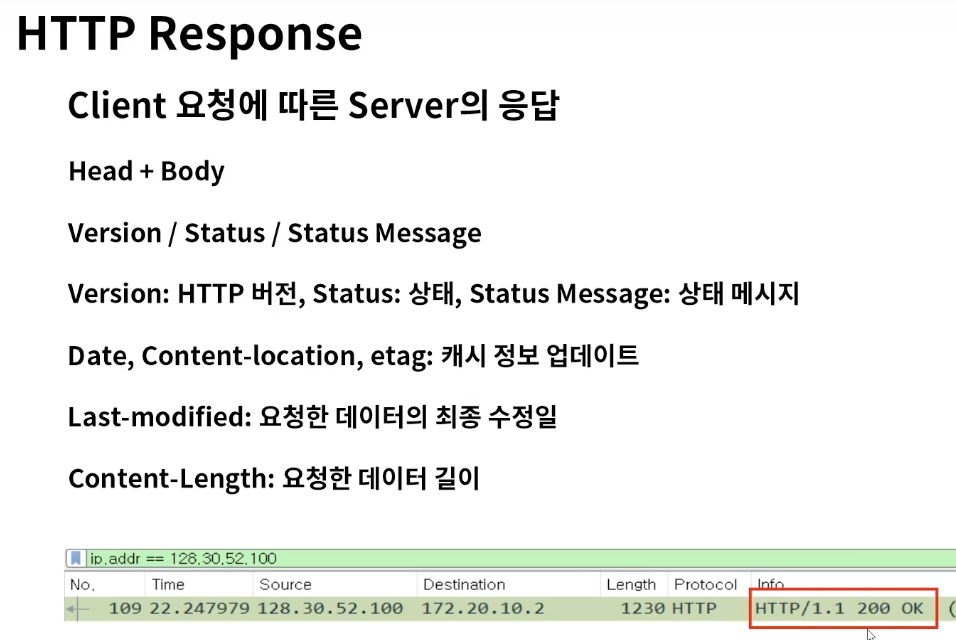 HTTP Response
Client 요청에 따른 Server의 응답
Head + Body
Version / Status / Status Message
Version: HTTP 버전, Status: 상태, Status Message: 상태 메시지
Date, Content-location, etag: 캐시 정보 업데이트
Last-modified: 요청한 데이터의 최종 수정일
Content-Length: 요청한 데이터 길이
ip.addr == 128.30.52.100
No. Time Source Destination Length Protocol Info
109 22.247979 128.30.52.100 172.20.10.2 1230 HTTP HTTP/1.1 200 OK (